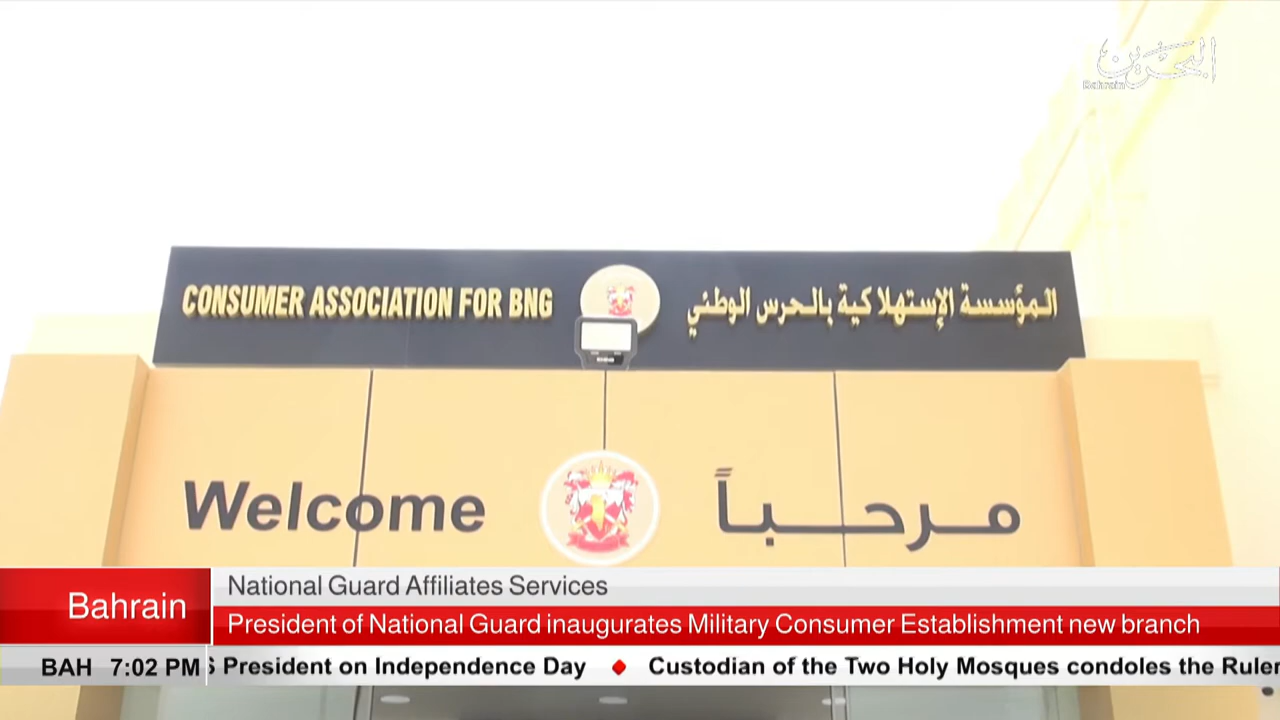 البحرين
Bahrain
CONSUMER ASSOCIATION FOR BNG
المؤسسة الإستهلاكية بالحرس الوطني
Welcome
مرحباً
Bahrain
National Guard Affiliates Services
President of National Guard inaugurates Military Consumer Establishment new branch
BAH 7:02 PM
President on Independence Day ♦ Custodian of the Two Holy Mosques condoles the Ruler